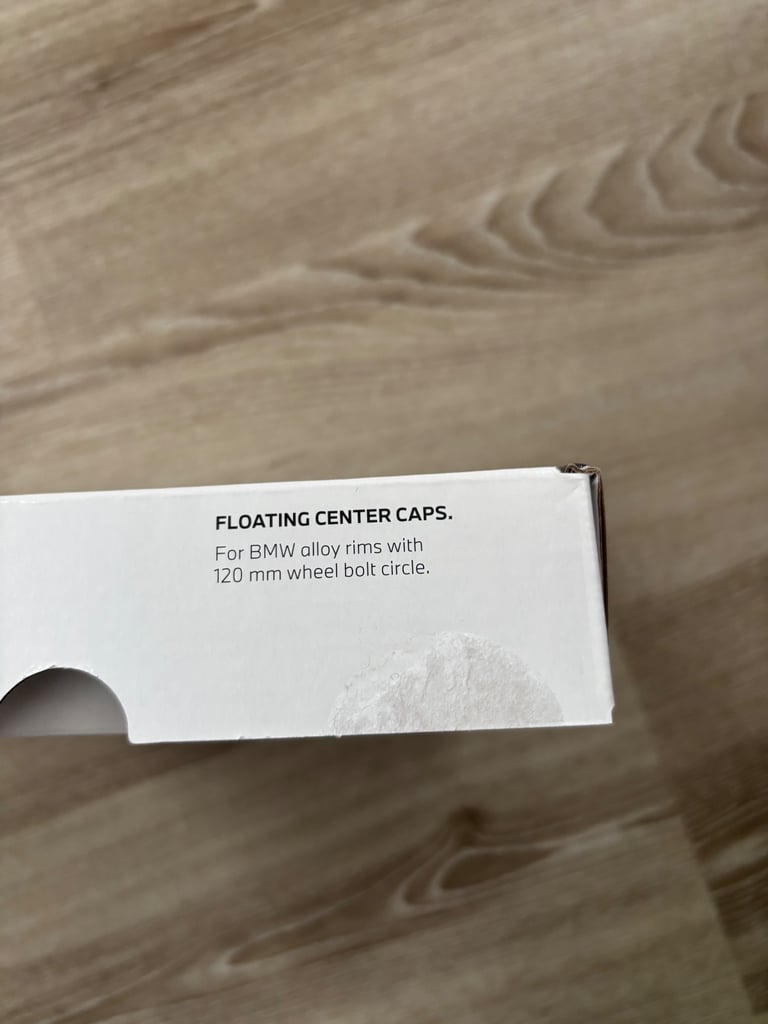 FLOATING CENTER CAPS.
For BMW alloy rims with
120 mm wheel bolt circle.